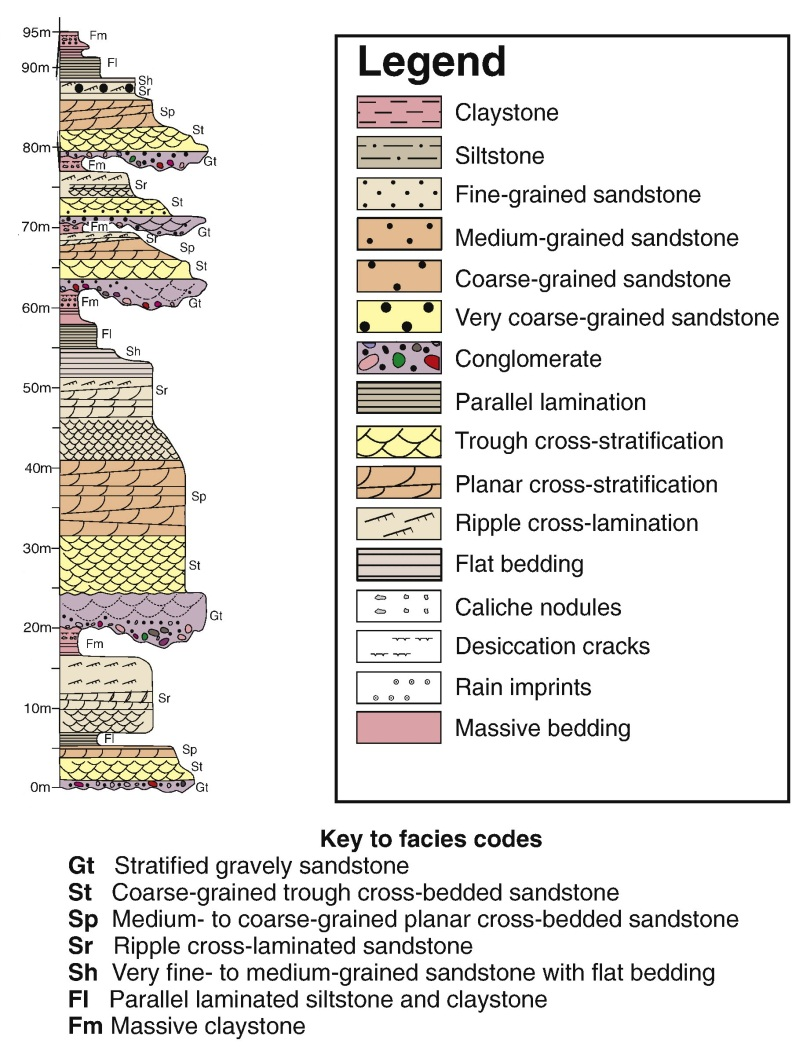 95m
Fm
90m
Fl
Sh
Sr
Sp
St
80m
Gt
Fm
Sr
St
70m
Fm
Gt
Sr
Sp
St
60m
Fm
Gt
Fl
Sh
50m
Sr
40m
Sp
30m
St
Gt
20m
Fm
Sr
10m
Fl
Sp
St
0m
Gt
Legend
Claystone
Siltstone
Fine-grained sandstone
Medium-grained sandstone
Coarse-grained sandstone
Very coarse-grained sandstone
Conglomerate
Parallel lamination
Trough cross-stratification
Planar cross-stratification
Ripple cross-lamination
Flat bedding
Caliche nodules
Desiccation cracks
Rain imprints
Massive bedding
Key to facies codes
Gt Stratified gravely sandstone
St Coarse-grained trough cross-bedded sandstone
Sp Medium- to coarse-grained planar cross-bedded sandstone
Sr Ripple cross-laminated sandstone
Sh Very fine- to medium-grained sandstone with flat bedding
Fl Parallel laminated siltstone and claystone
Fm Massive claystone